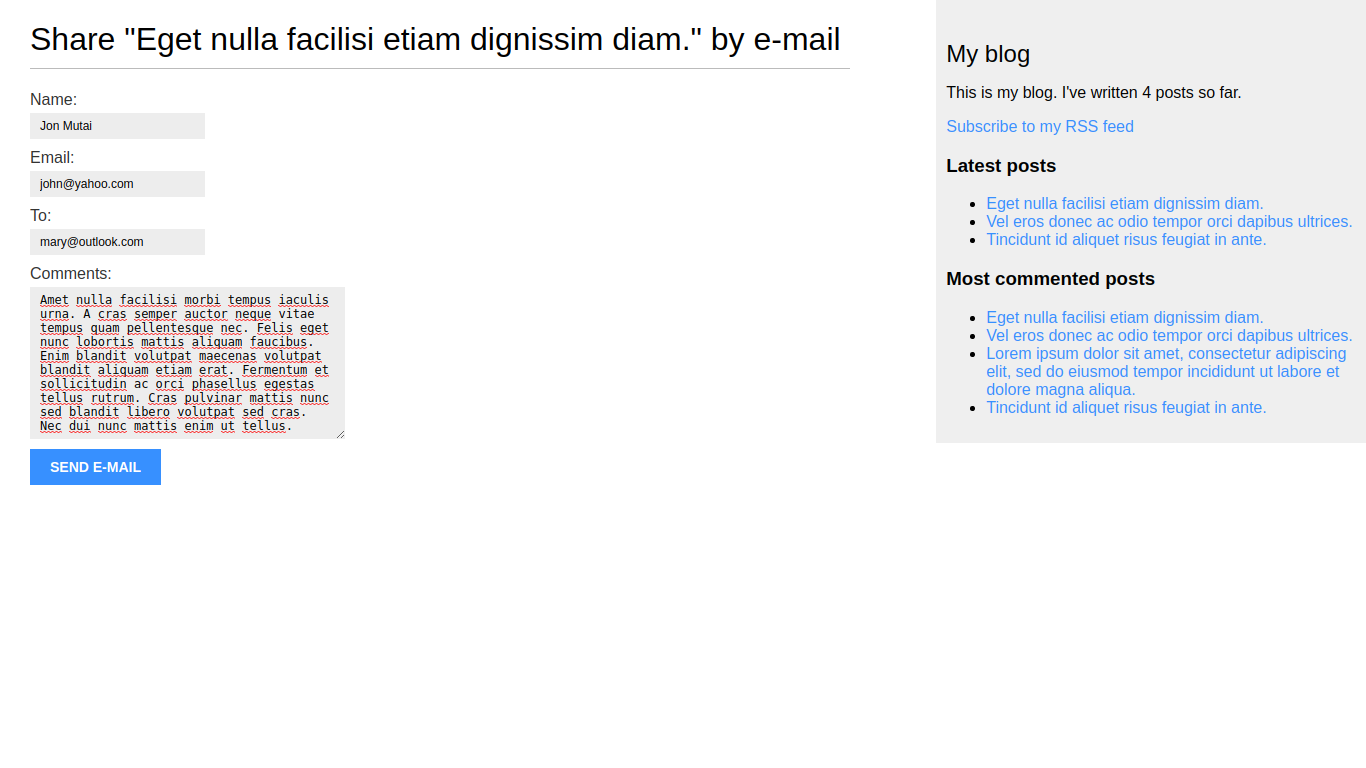 Share "Eget nulla facilisi etiam dignissim diam." by e-mail
Name:
Jon Mutai
Email:
john@yahoo.com
To:
mary@outlook.com
Comments:
Amet nulla facilisi morbi tempus iaculis
urna. A cras semper auctor neque vitae
tempus quam pellentesque nec. Felis eget
nunc lobortis mattis aliquam faucibus.
Enim blandit volutpat maecenas volutpat
blandit aliquam etiam erat. Fermentum et
sollicitudin ac orci phasellus egestas
tellus rutrum. Cras pulvinar mattis nunc
sed blandit libero volutpat sed cras.
Nec dui nunc mattis enim ut tellus.
SEND E-MAIL
My blog
This is my blog. I've written 4 posts so far.
Subscribe to my RSS feed
Latest posts
Eget nulla facilisi etiam dignissim diam.
Vel eros donec ac odio tempor orci dapibus ultrices.
Tincidunt id aliquet risus feugiat in ante.
Most commented posts
Eget nulla facilisi etiam dignissim diam.
Vel eros donec ac odio tempor orci dapibus ultrices.
Lorem ipsum dolor sit amet, consectetur adipiscing
elit, sed do eiusmod tempor incididunt ut labore et
dolore magna aliqua.
Tincidunt id aliquet risus feugiat in ante.